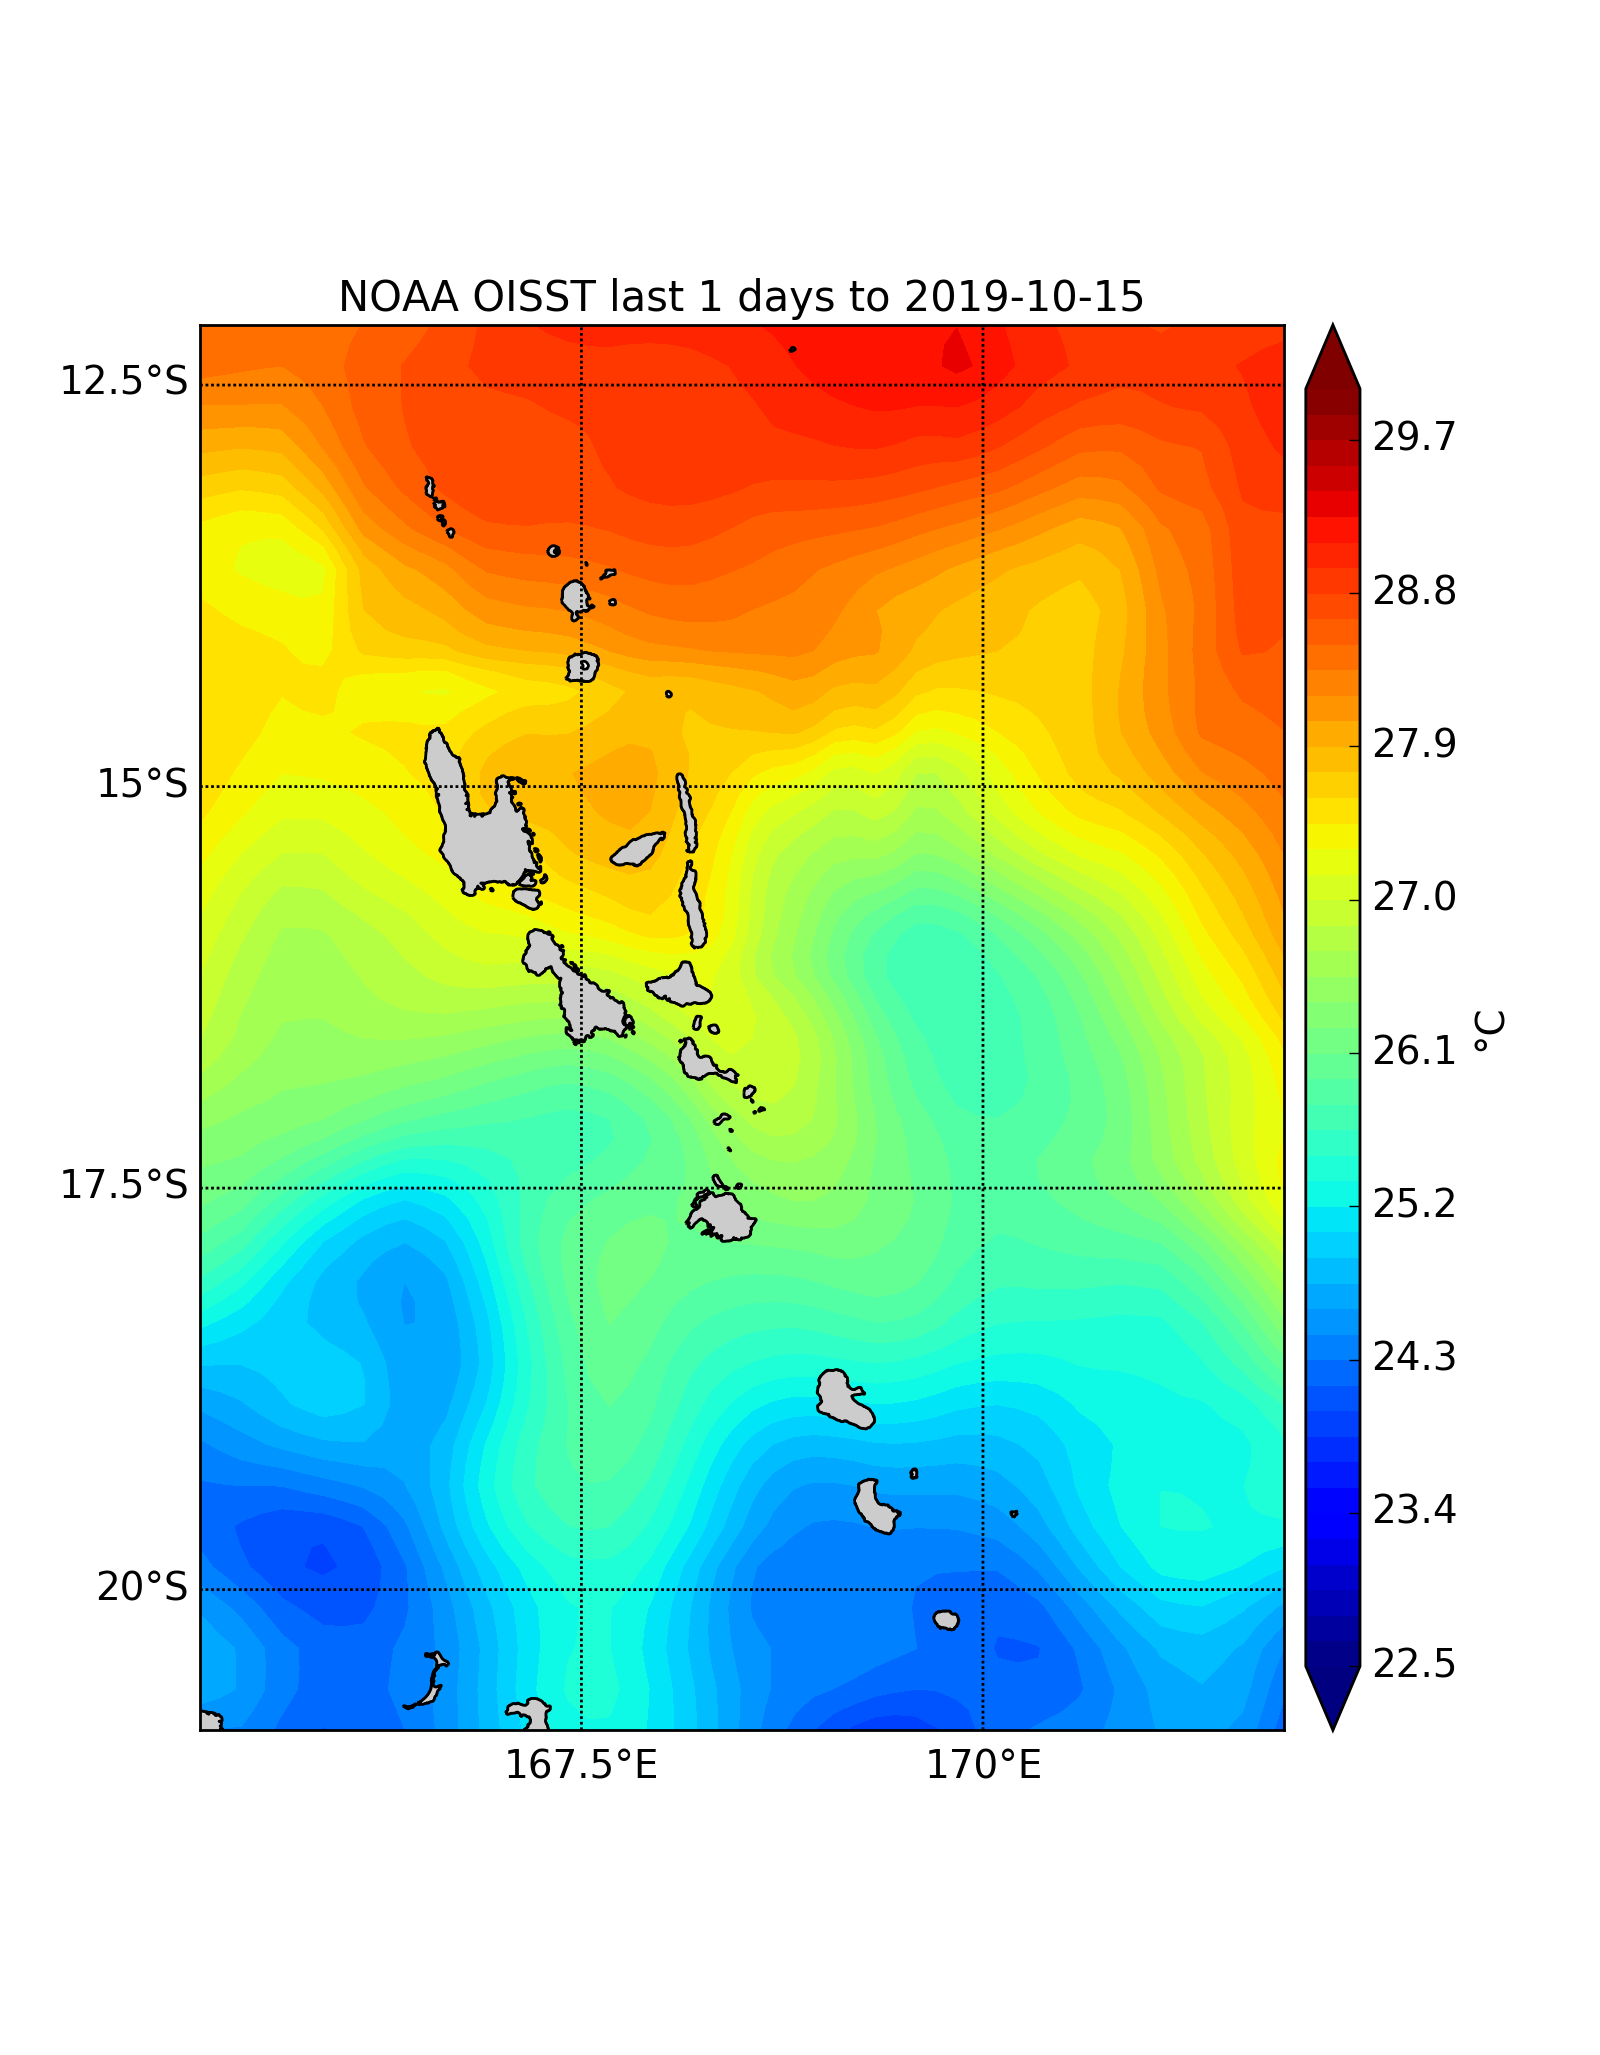 NOAA OISST last 1 days to 2019-10-15
12.5°S
15°S
17.5°S
20°S
167.5°E
170°E
29.7
28.8
27.9
27.0
26.1
25.2
24.3
23.4
22.5
°C